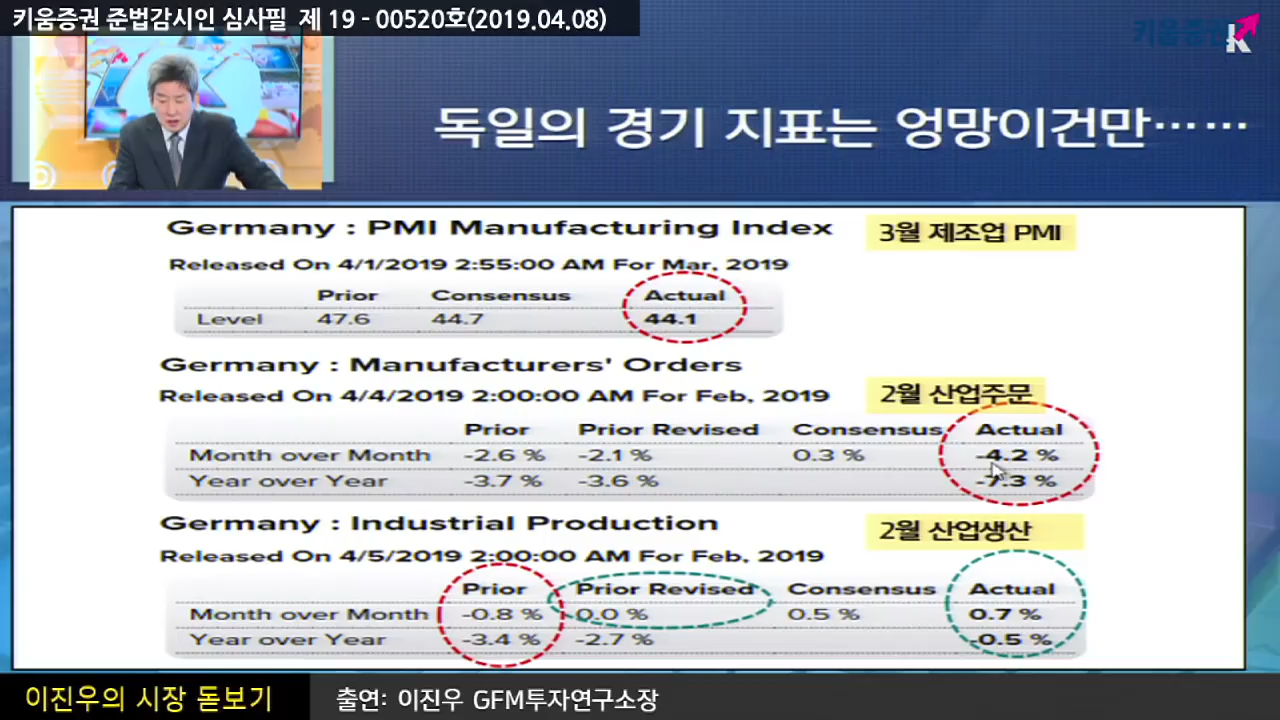 키움증권 준법감시인 심사필 제 19 - 00520호(2019.04.08)
키움증권
독일의 경기 지표는 엉망이건만……
Germany : PMI Manufacturing Index
3월 제조업 PMI
Released On 4/1/2019 2:55:00 AM For Mar, 2019
Prior Consensus Actual
Level 47.6 44.7 44.1
Germany : Manufacturers' Orders
2월 산업주문
Released On 4/4/2019 2:00:00 AM For Feb, 2019
Prior Prior Revised Consensus Actual
Month over Month -2.6 % -2.1 % 0.3 % -4.2 %
Year over Year -3.7 % -3.6 % -7.3 %
Germany : Industrial Production
2월 산업생산
Released On 4/5/2019 2:00:00 AM For Feb, 2019
Prior Prior Revised Consensus Actual
Month over Month -0.8 % 0.0 % 0.5 % 0.7 %
Year over Year -3.4 % -2.7 % -0.5 %
이진우의 시장 돋보기
출연: 이진우 GFM투자연구소장